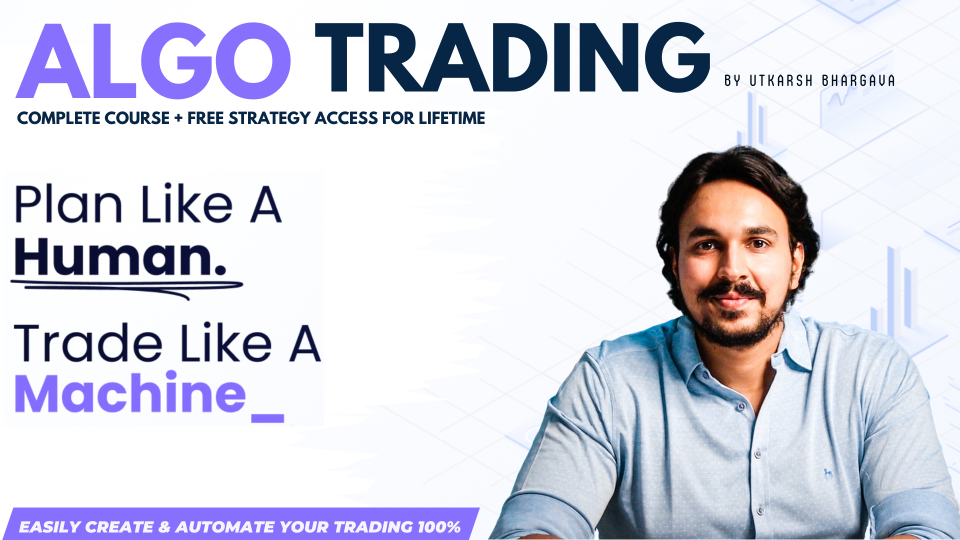 ALGO TRADING
BY UTKARSH BHARGAVA
COMPLETE COURSE + FREE STRATEGY ACCESS FOR LIFETIME
Plan Like A
Human.
Trade Like A
Machine_
EASILY CREATE & AUTOMATE YOUR TRADING 100%